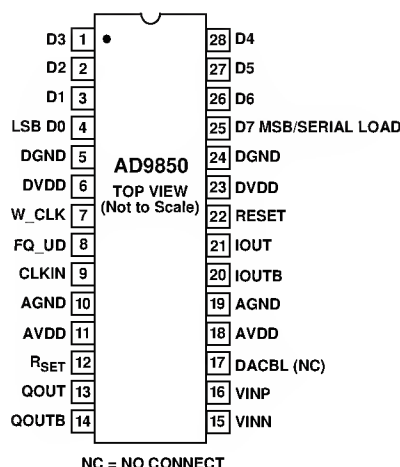 D3 1 28 D4
D2 2 27 D5
D1 3 26 D6
LSB D0 4 25 D7 MSB/SERIAL LOAD
DGND 5 24 DGND
AD9850
DVDD 6 23 DVDD
TOP VIEW
(Not to Scale)
W_CLK 7 22 RESET
FQ_UD 8 21 IOUT
CLKIN 9 20 IOUTB
AGND 10 19 AGND
AVDD 11 18 AVDD
RSET 12 17 DACBL (NC)
QOUT 13 16 VINP
QOUTB 14 15 VINN
NC = NO CONNECT